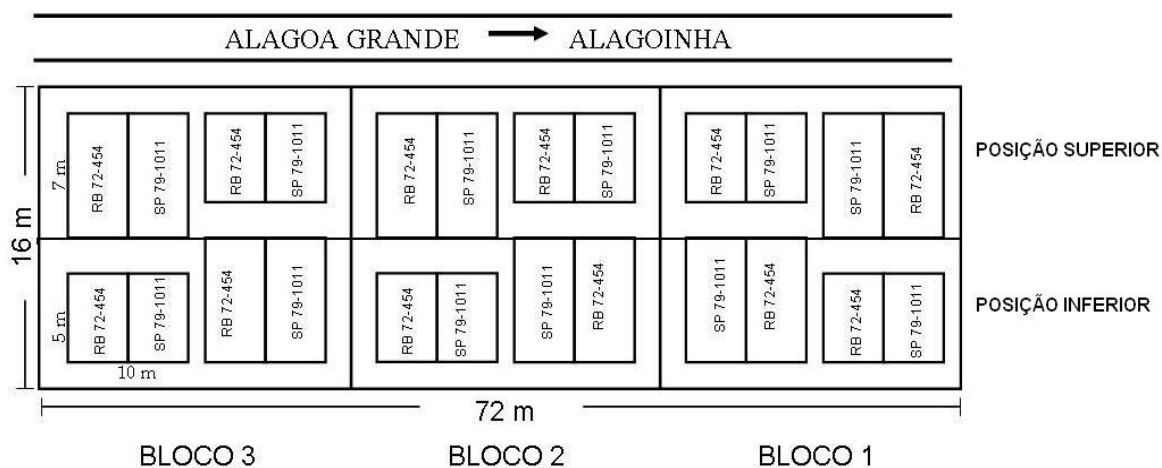 ALAGOA GRANDE ALAGOINHA
RB 72-454
SP 79-1011
RB 72-454
SP 79-1011
RB 72-454
SP 79-1011
RB 72-454
SP 79-1011
RB 72-454
SP 79-1011
SP 79-1011
RB 72-454
POSIÇÃO SUPERIOR
7 m
16 m
RB 72-454
SP 79-1011
RB 72-454
SP 79-1011
RB 72-454
SP 79-1011
SP 79-1011
RB 72-454
SP 79-1011
RB 72-454
RB 72-454
SP 79-1011
POSIÇÃO INFERIOR
5 m
10 m
72 m
BLOCO 3 BLOCO 2 BLOCO 1